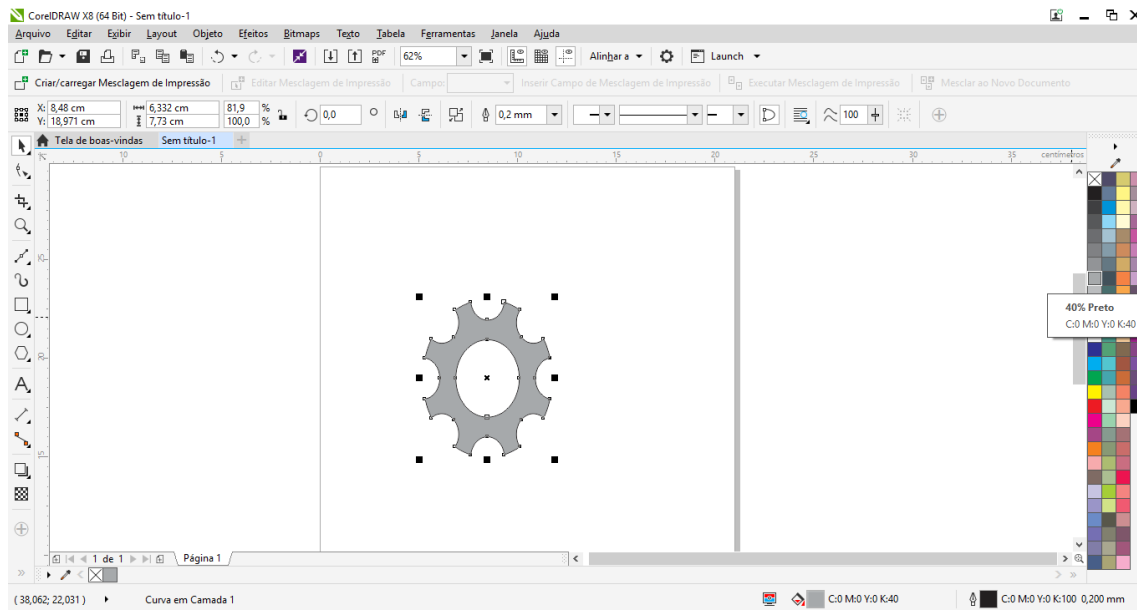 CorelDRAW X8 (64 Bit) - Sem título-1
Arquivo Editar Exibir Layout Objeto Efeitos Bitmaps Texto Tabela Ferramentas Janela Ajuda
PDF 62% Alinhar a Launch
Criar/carregar Mesclagem de Impressão Editar Mesclagem de Impressão Campo: Inserir Campo de Mesclagem de Impressão Executar Mesclagem de Impressão Mesclar ao Novo Documento
X: 8,48 cm 6,332 cm 81,9 % 0,0 0,2 mm 100
Y: 18,971 cm 7,73 cm 100,0 %
Tela de boas-vindas Sem título-1
10 5 0 5 10 15 20 25 30 35 centímetros
25
20
15
40% Preto
C:0 M:0 Y:0 K:40
1 de 1 Página 1
( 38,062; 22,031 ) Curva em Camada 1 C:0 M:0 Y:0 K:40 C:0 M:0 Y:0 K:100 0,200 mm